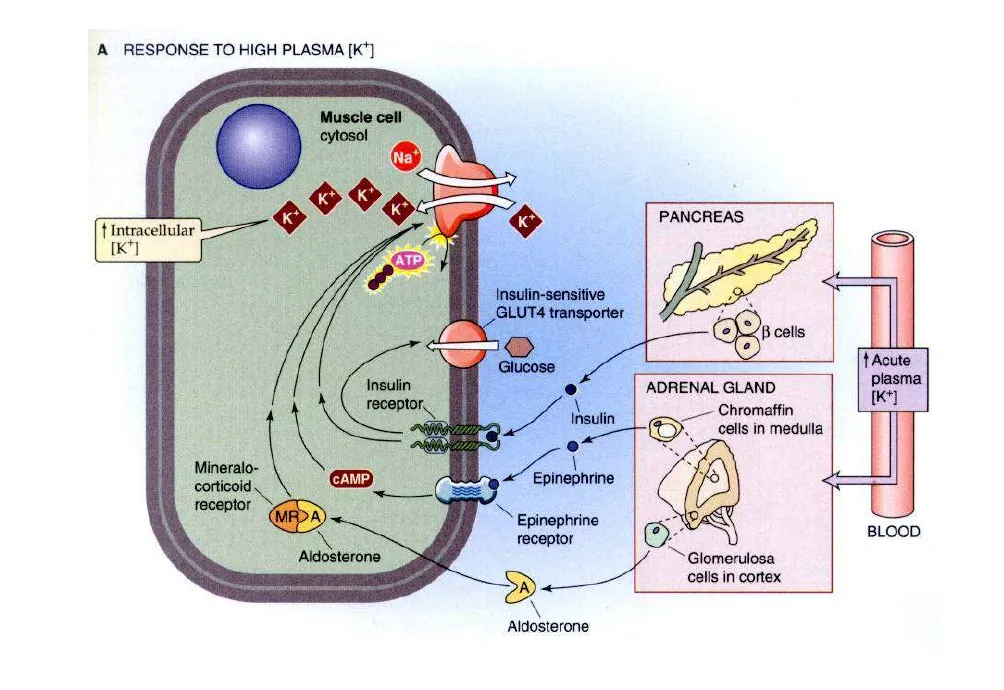 A RESPONSE TO HIGH PLASMA [K+]
Muscle cell
cytosol
Na+
K+
K+
K+
K+
K+
↑ Intracellular
[K+]
ATP
Insulin-sensitive
GLUT4 transporter
Glucose
Insulin
receptor
Insulin
Epinephrine
cAMP
Mineralo-
corticoid
receptor
MR A
Aldosterone
Epinephrine
receptor
A
Aldosterone
PANCREAS
β cells
ADRENAL GLAND
Chromaffin
cells in medulla
Glomerulosa
cells in cortex
↑ Acute
plasma
[K+]
BLOOD